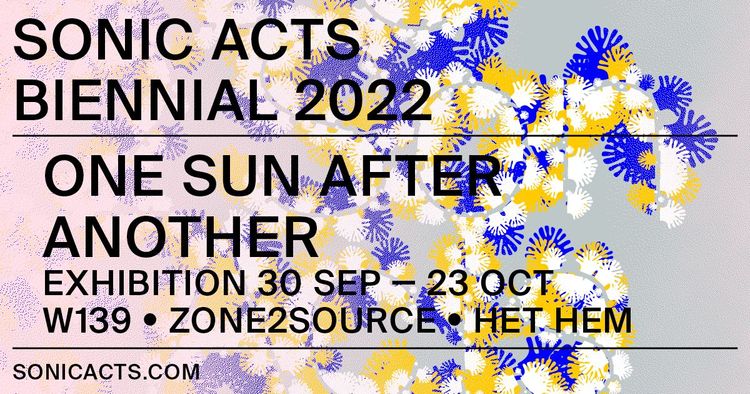 SONIC ACTS
BIENNIAL 2022
ONE SUN AFTER
ANOTHER
EXHIBITION 30 SEP – 23 OCT
W139 • ZONE2SOURCE • HET HEM
SONICACTS.COM